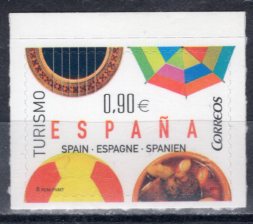 TURISMO
0,90€
ESPAÑA
SPAIN - ESPAGNE - SPANIEN
CORREOS